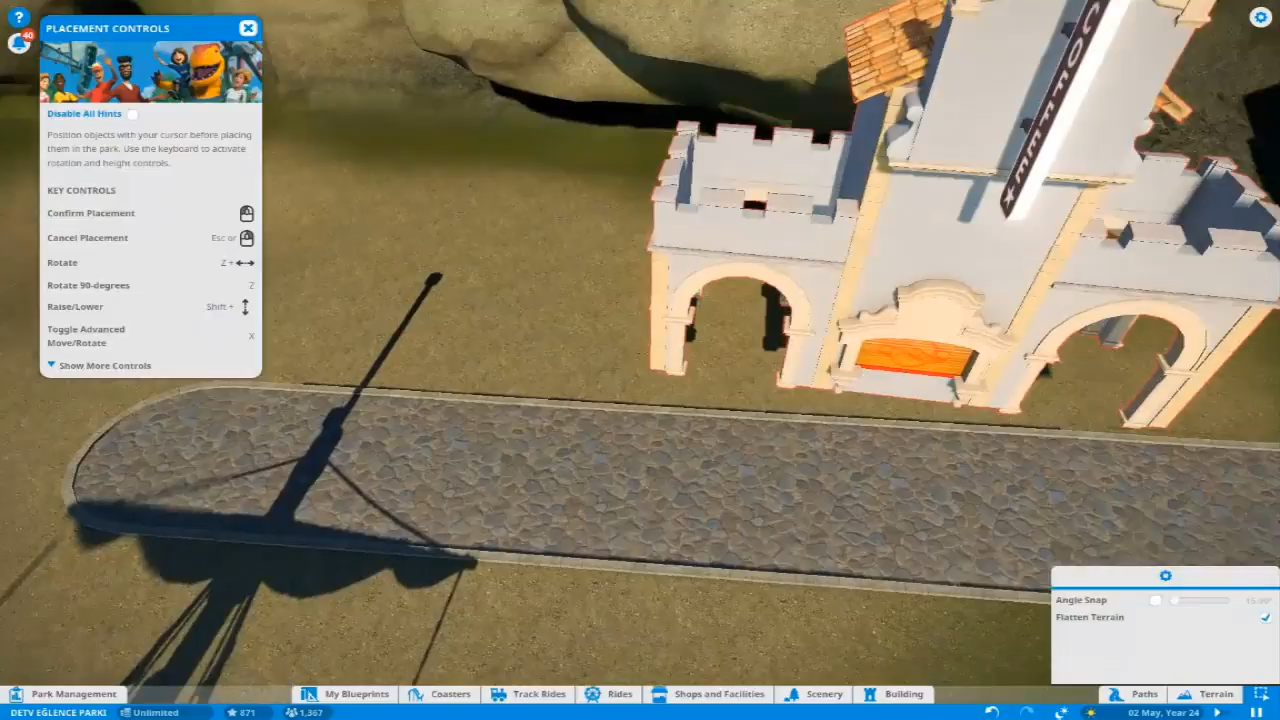 ?
40
PLACEMENT CONTROLS
Disable All Hints
Position objects with your cursor before placing
them in the park. Use the keyboard to activate
rotation and height controls.
KEY CONTROLS
Confirm Placement
Cancel Placement Esc or
Rotate Z +
Rotate 90-degrees Z
Raise/Lower Shift +
Toggle Advanced
Move/Rotate X
Show More Controls
COFFEE
Angle Snap 15.00°
Flatten Terrain
Park Management
My Blueprints
Coasters
Track Rides
Rides
Shops and Facilities
Scenery
Building
Paths
Terrain
DETV EĞLENCE PARKI
Unlimited
871
1,367
02 May, Year 24